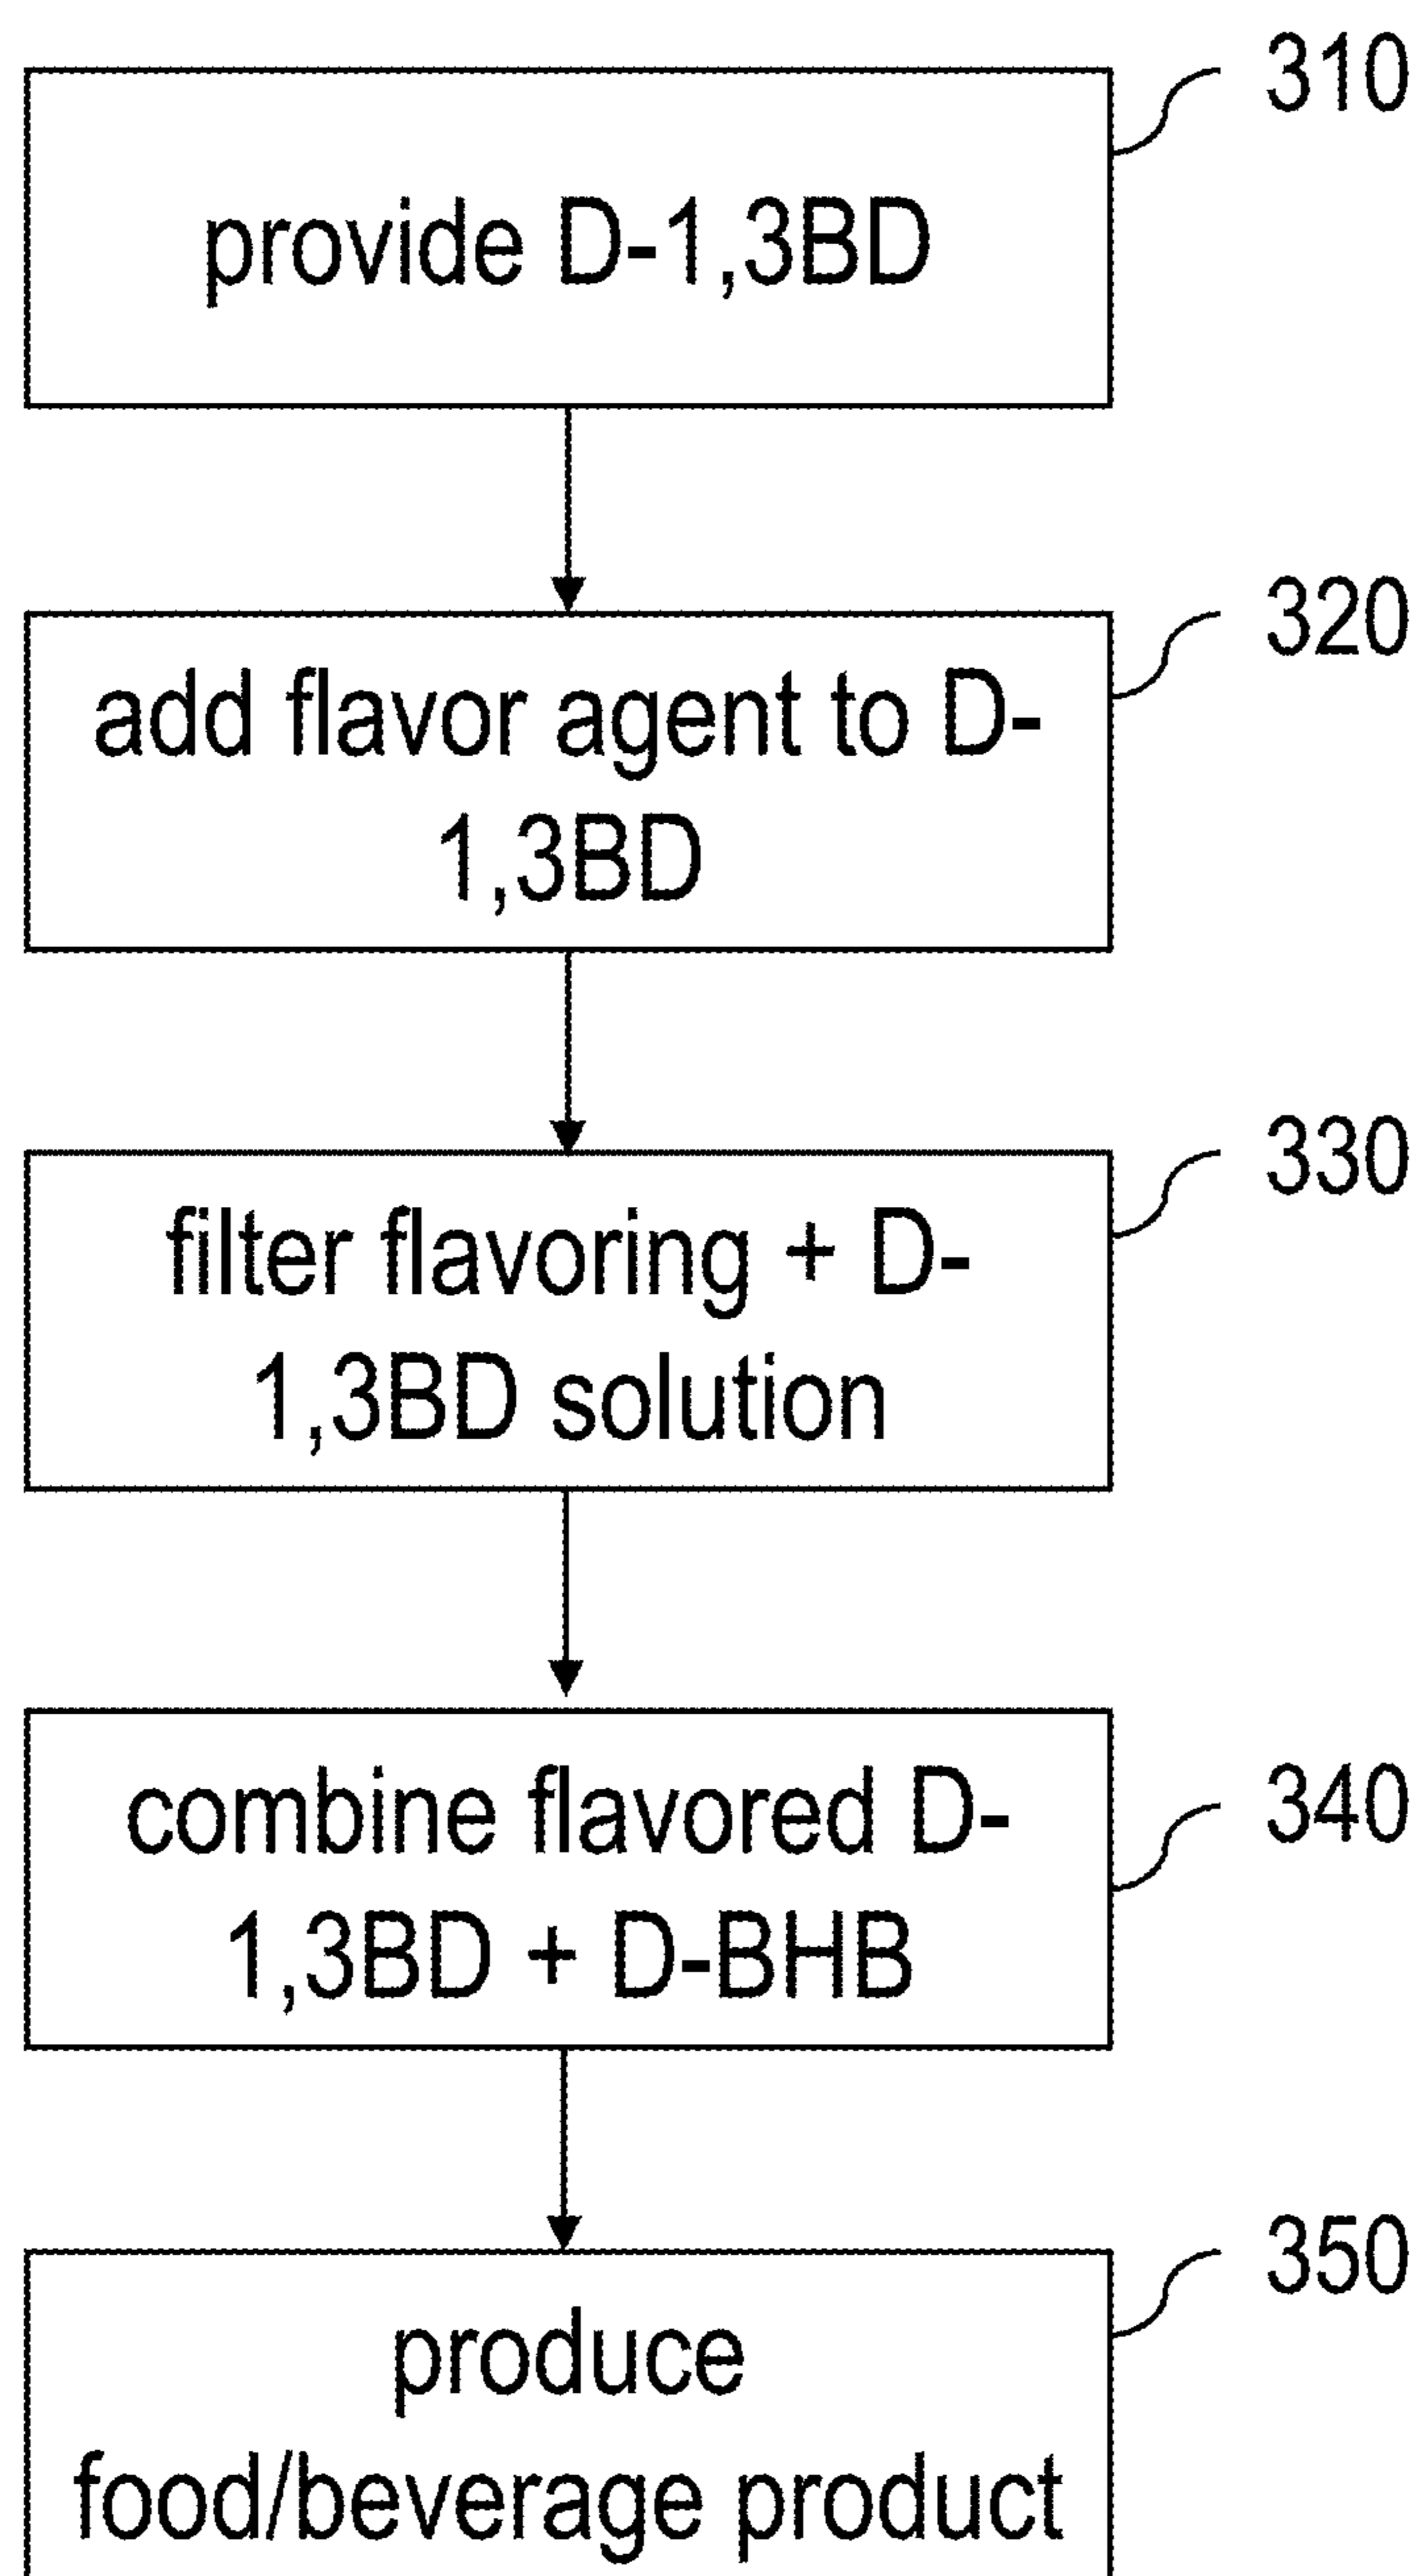 310
provide D-1,3BD
320
add flavor agent to D-
1,3BD
330
filter flavoring + D-
1,3BD solution
340
combine flavored D-
1,3BD + D-BHB
350
produce
food/beverage product